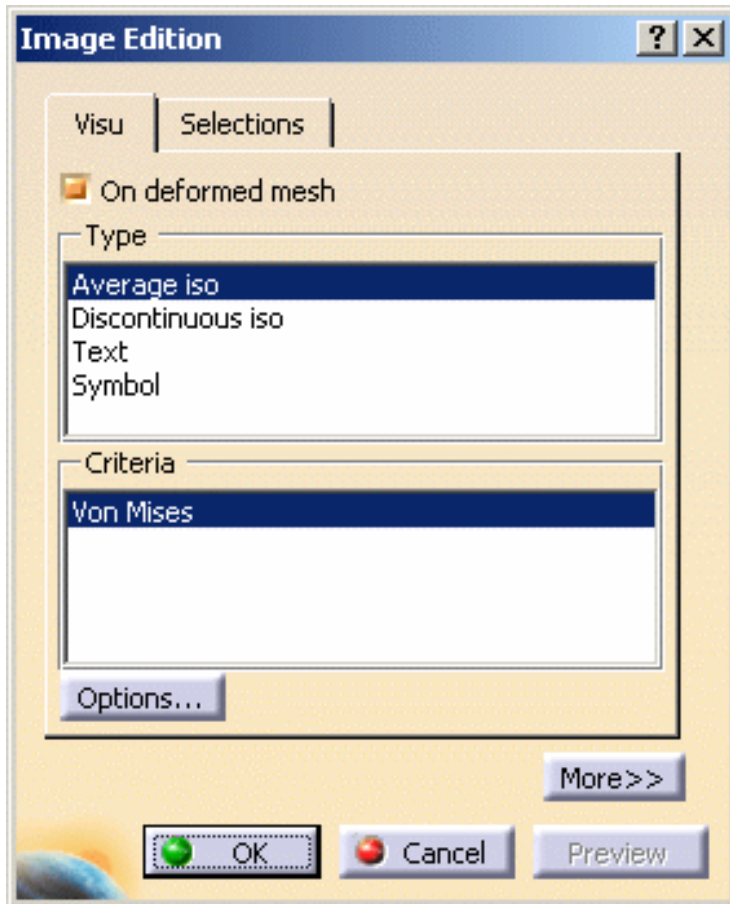 Image Edition
Visu
Selections
On deformed mesh
Type
Average iso
Discontinuous iso
Text
Symbol
Criteria
Von Mises
Options...
More>>
OK
Cancel
Preview